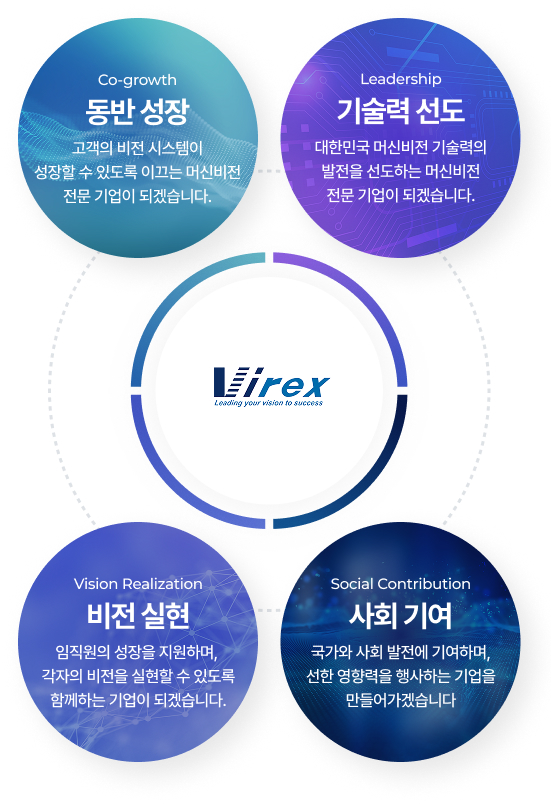 Co-growth
동반 성장
고객의 비전 시스템이
성장할 수 있도록 이끄는 머신비전
전문 기업이 되겠습니다.
Leadership
기술력 선도
대한민국 머신비전 기술력의
발전을 선도하는 머신비전
전문 기업이 되겠습니다.
Virex
Leading your vision to success
Vision Realization
비전 실현
임직원의 성장을 지원하며,
각자의 비전을 실현할 수 있도록
함께하는 기업이 되겠습니다.
Social Contribution
사회 기여
국가와 사회 발전에 기여하며,
선한 영향력을 행사하는 기업을
만들어가겠습니다